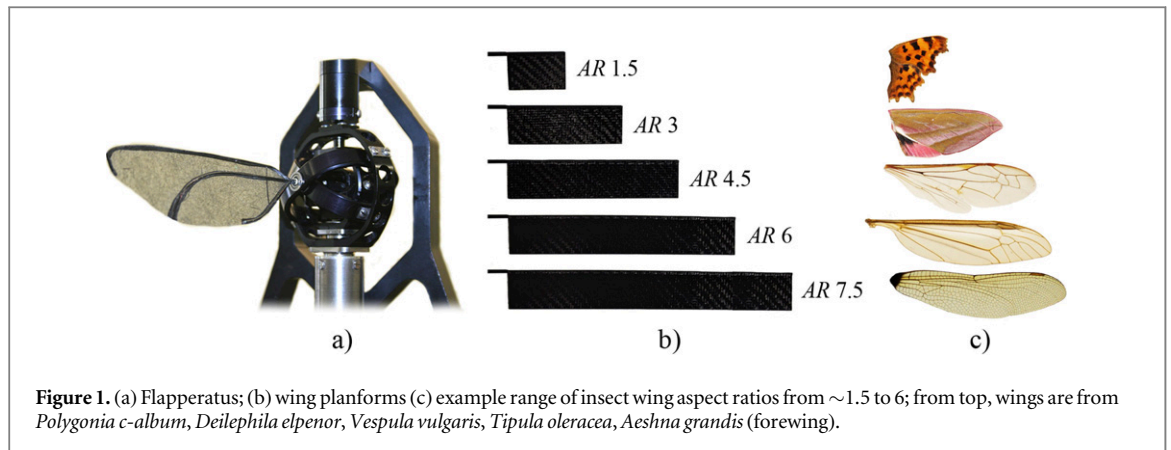 AR 1.5
AR 3
AR 4.5
AR 6
AR 7.5
a)
b)
c)
Figure 1. (a) Flapperatus; (b) wing planforms (c) example range of insect wing aspect ratios from ∼1.5 to 6; from top, wings are from
Polygonia c-album, Deilephila elpenor, Vespula vulgaris, Tipula oleracea, Aeshna grandis (forewing).